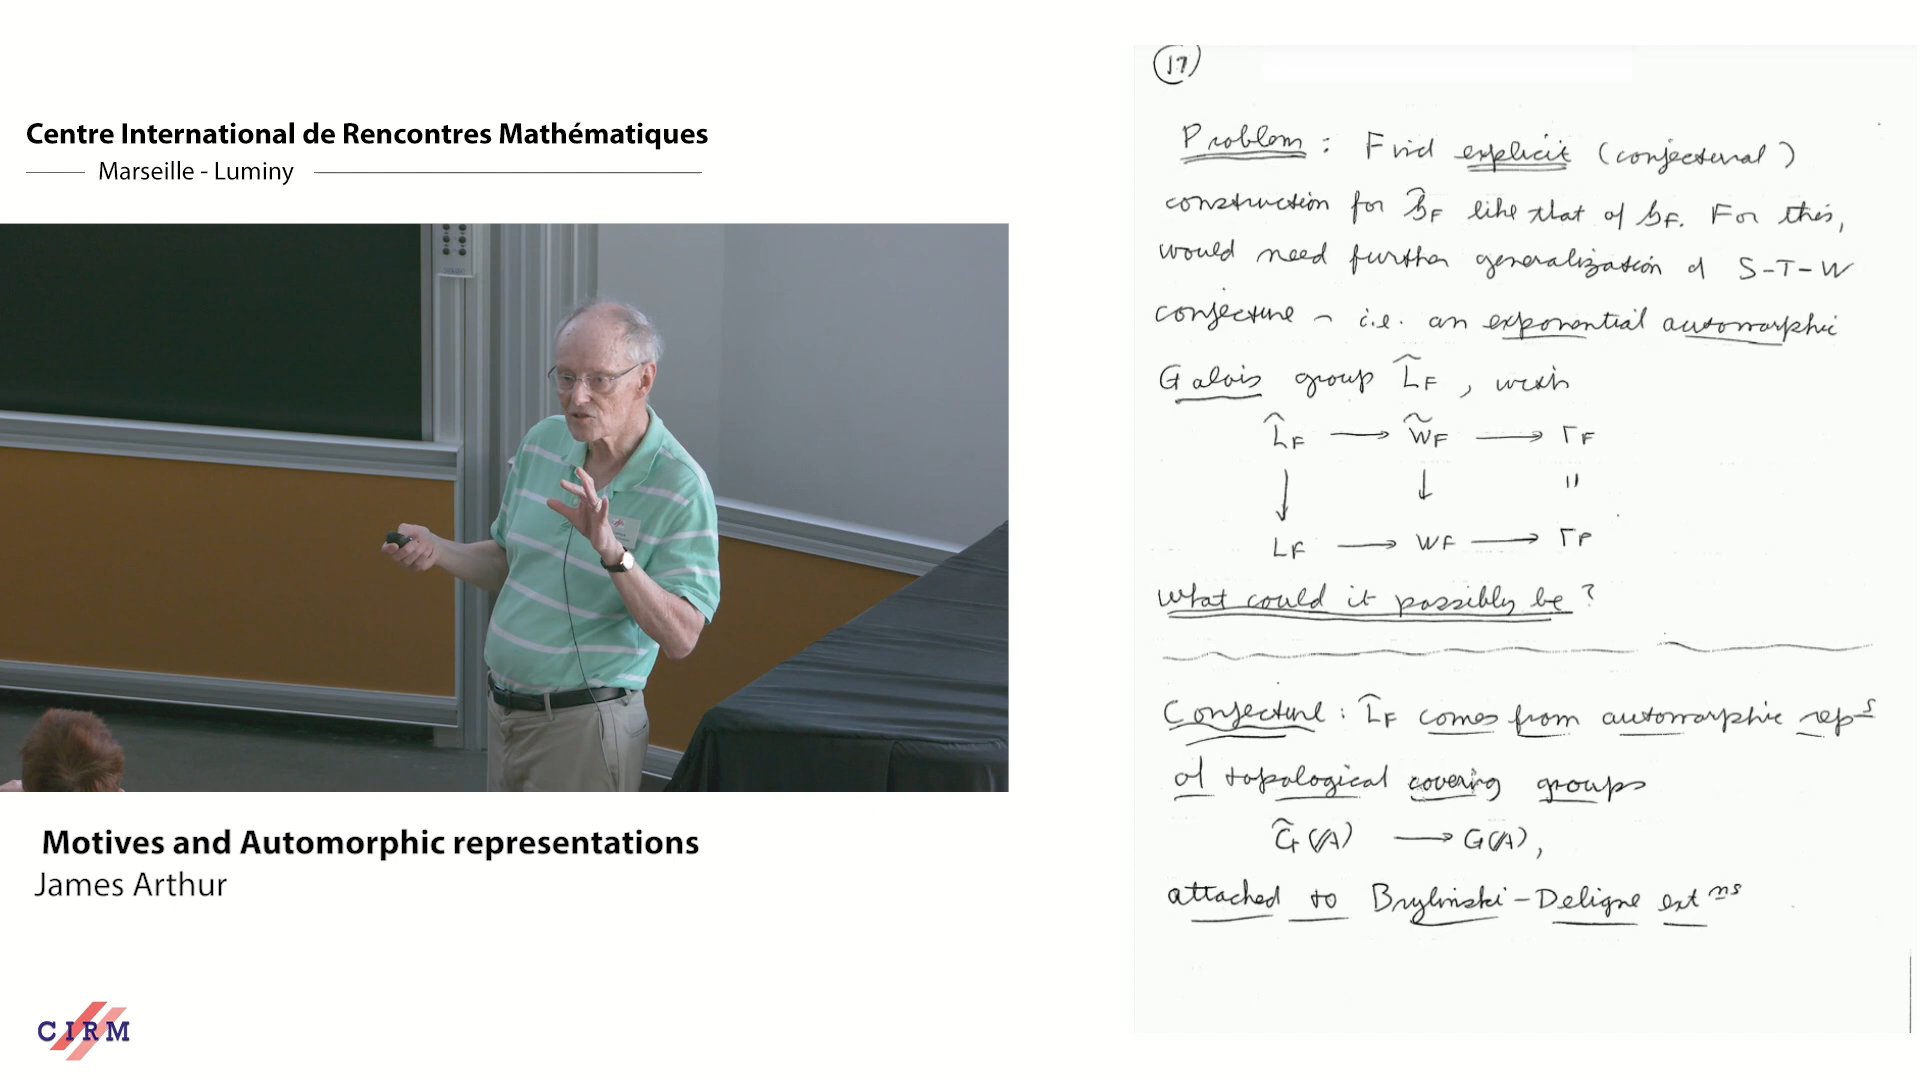 Centre International de Rencontres Mathématiques
Marseille - Luminy
Motives and Automorphic representations
James Arthur
CIRM
17
Problem : Find explicit (conjectural)
construction for G̃F like that of GF. For this,
would need further generalization of S-T-W
conjecture - i.e. an exponential automorphic
Galois group L̃F, with
L̃F → W̃F → ΓF
↓ ↓ ||
LF → WF → ΓF
What could it possibly be?
Conjecture : L̃F comes from automorphic reps
of topological covering groups
G̃(𝔸) → G(𝔸),
attached to Brylinski-Deligne extns